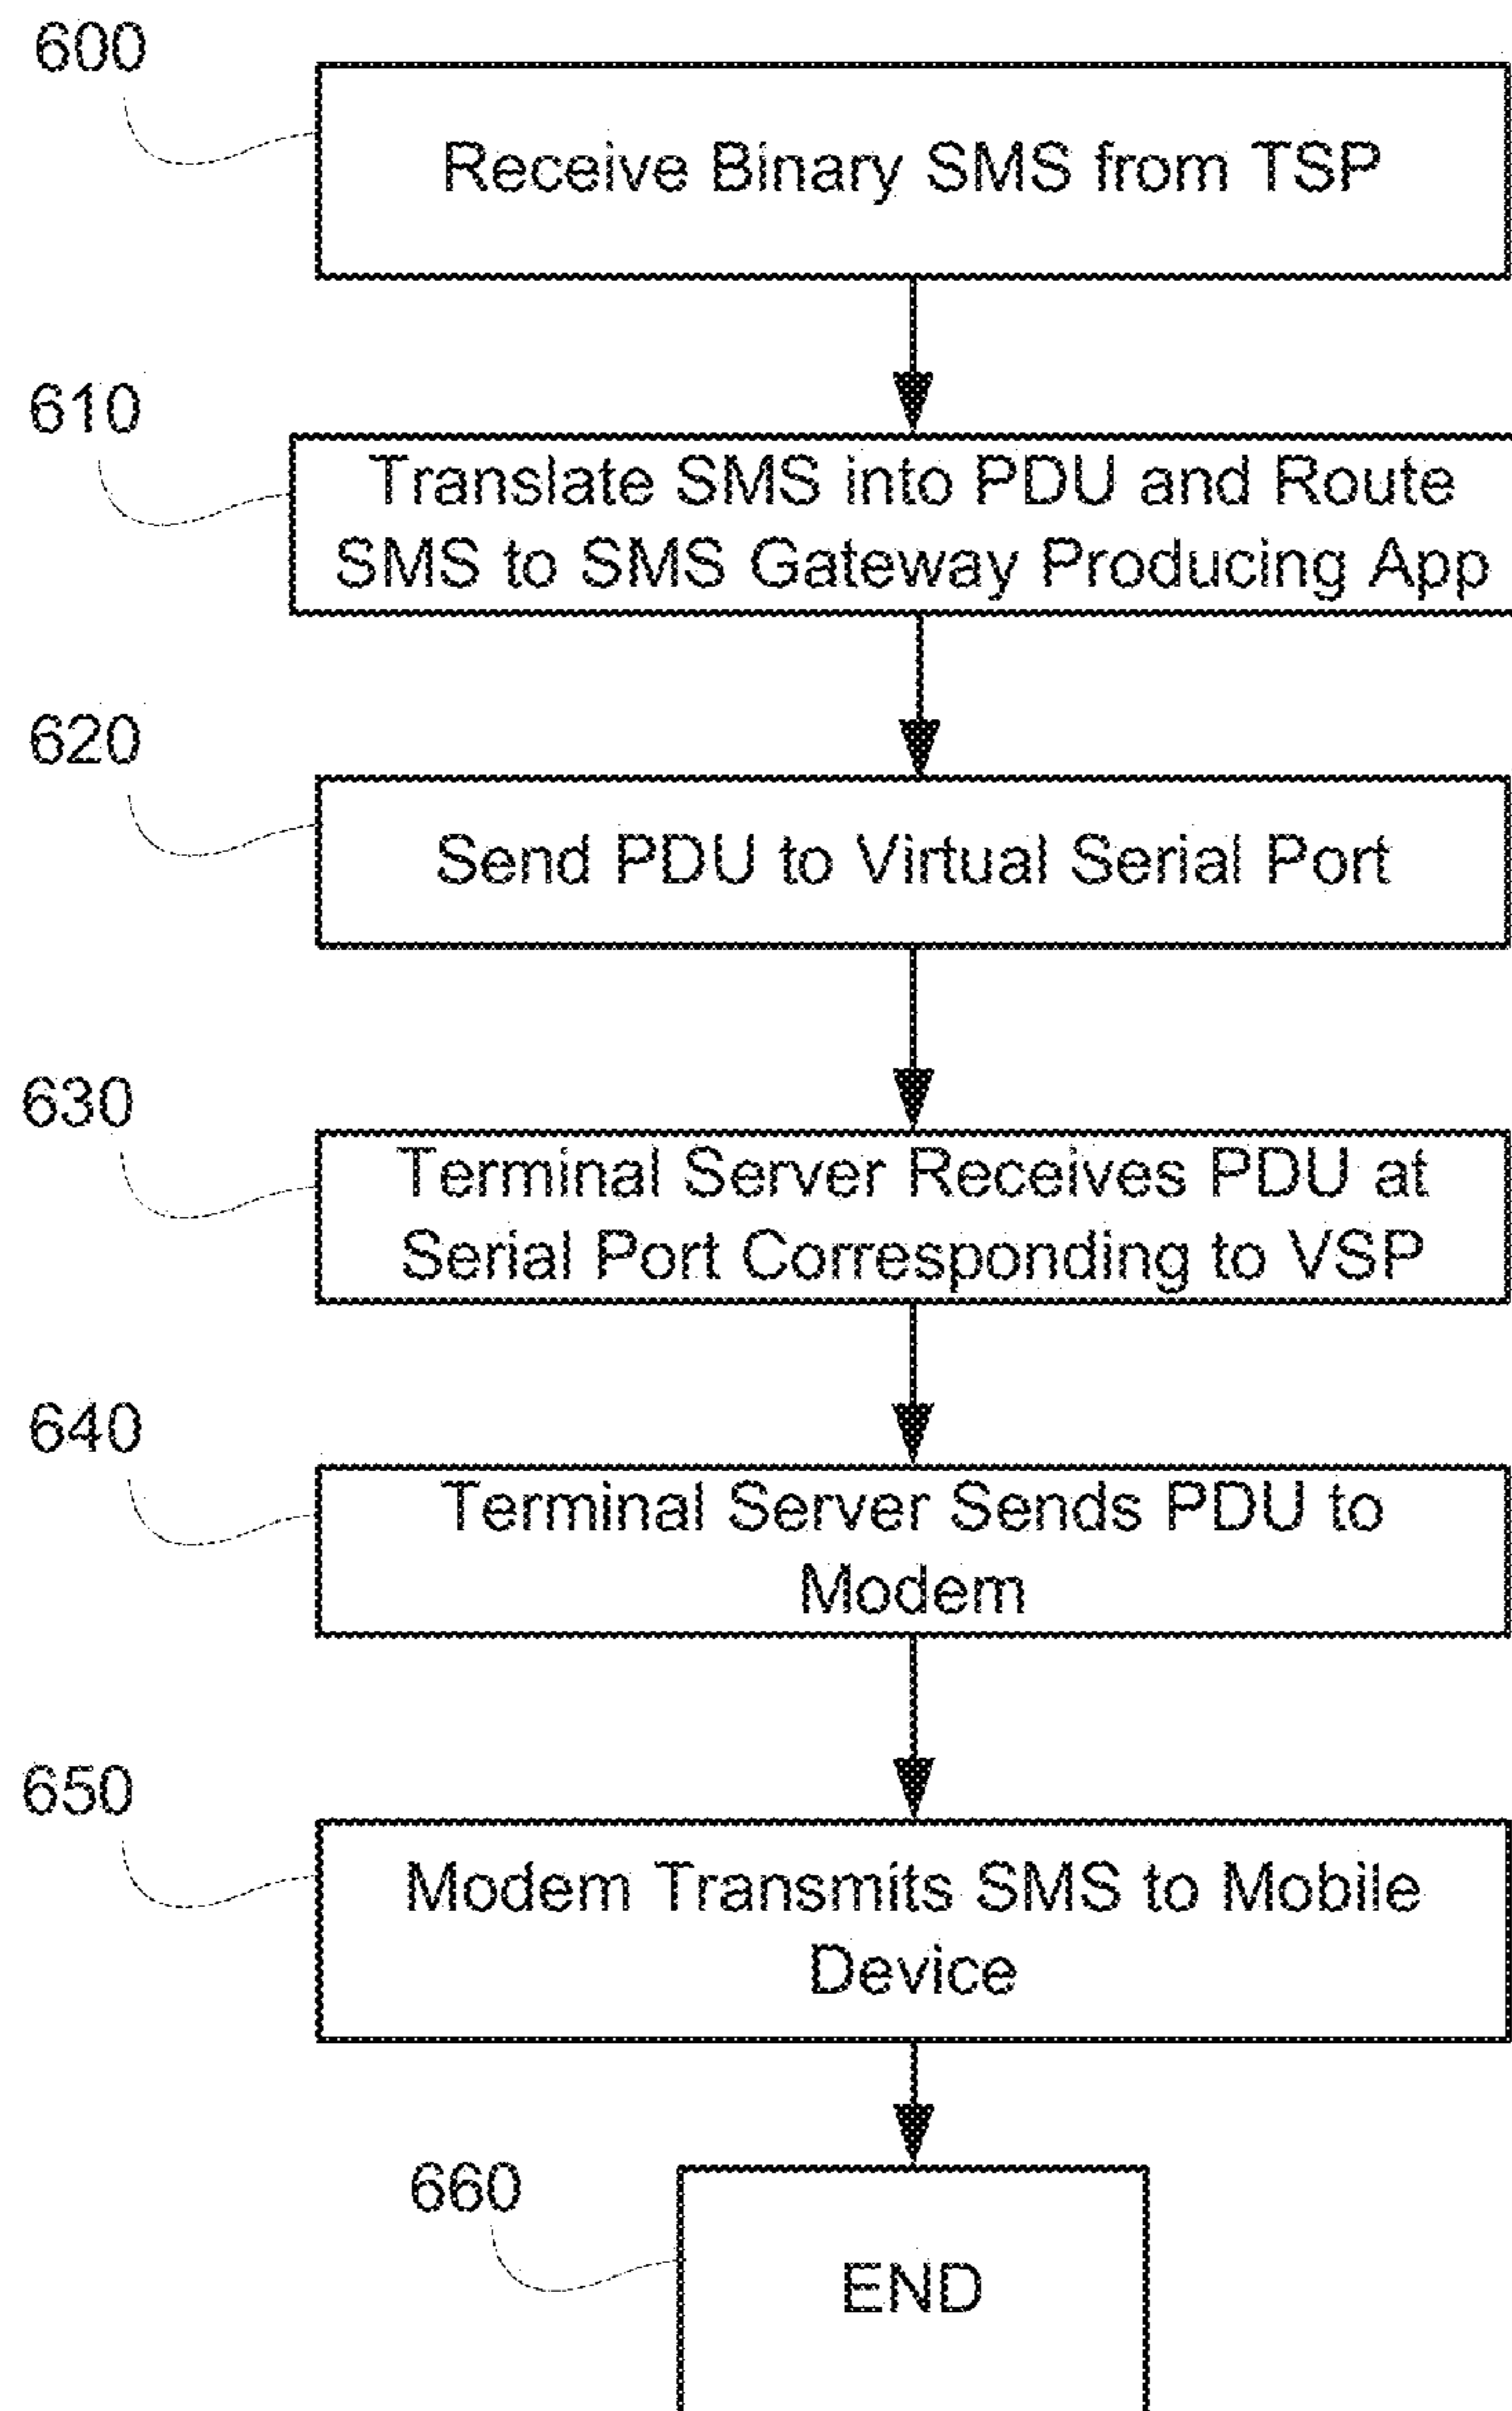 600
Receive Binary SMS from TSP
610
Translate SMS into PDU and Route
SMS to SMS Gateway Producing App
620
Send PDU to Virtual Serial Port
630
Terminal Server Receives PDU at
Serial Port Corresponding to VSP
640
Terminal Server Sends PDU to
Modem
650
Modem Transmits SMS to Mobile
Device
660
END